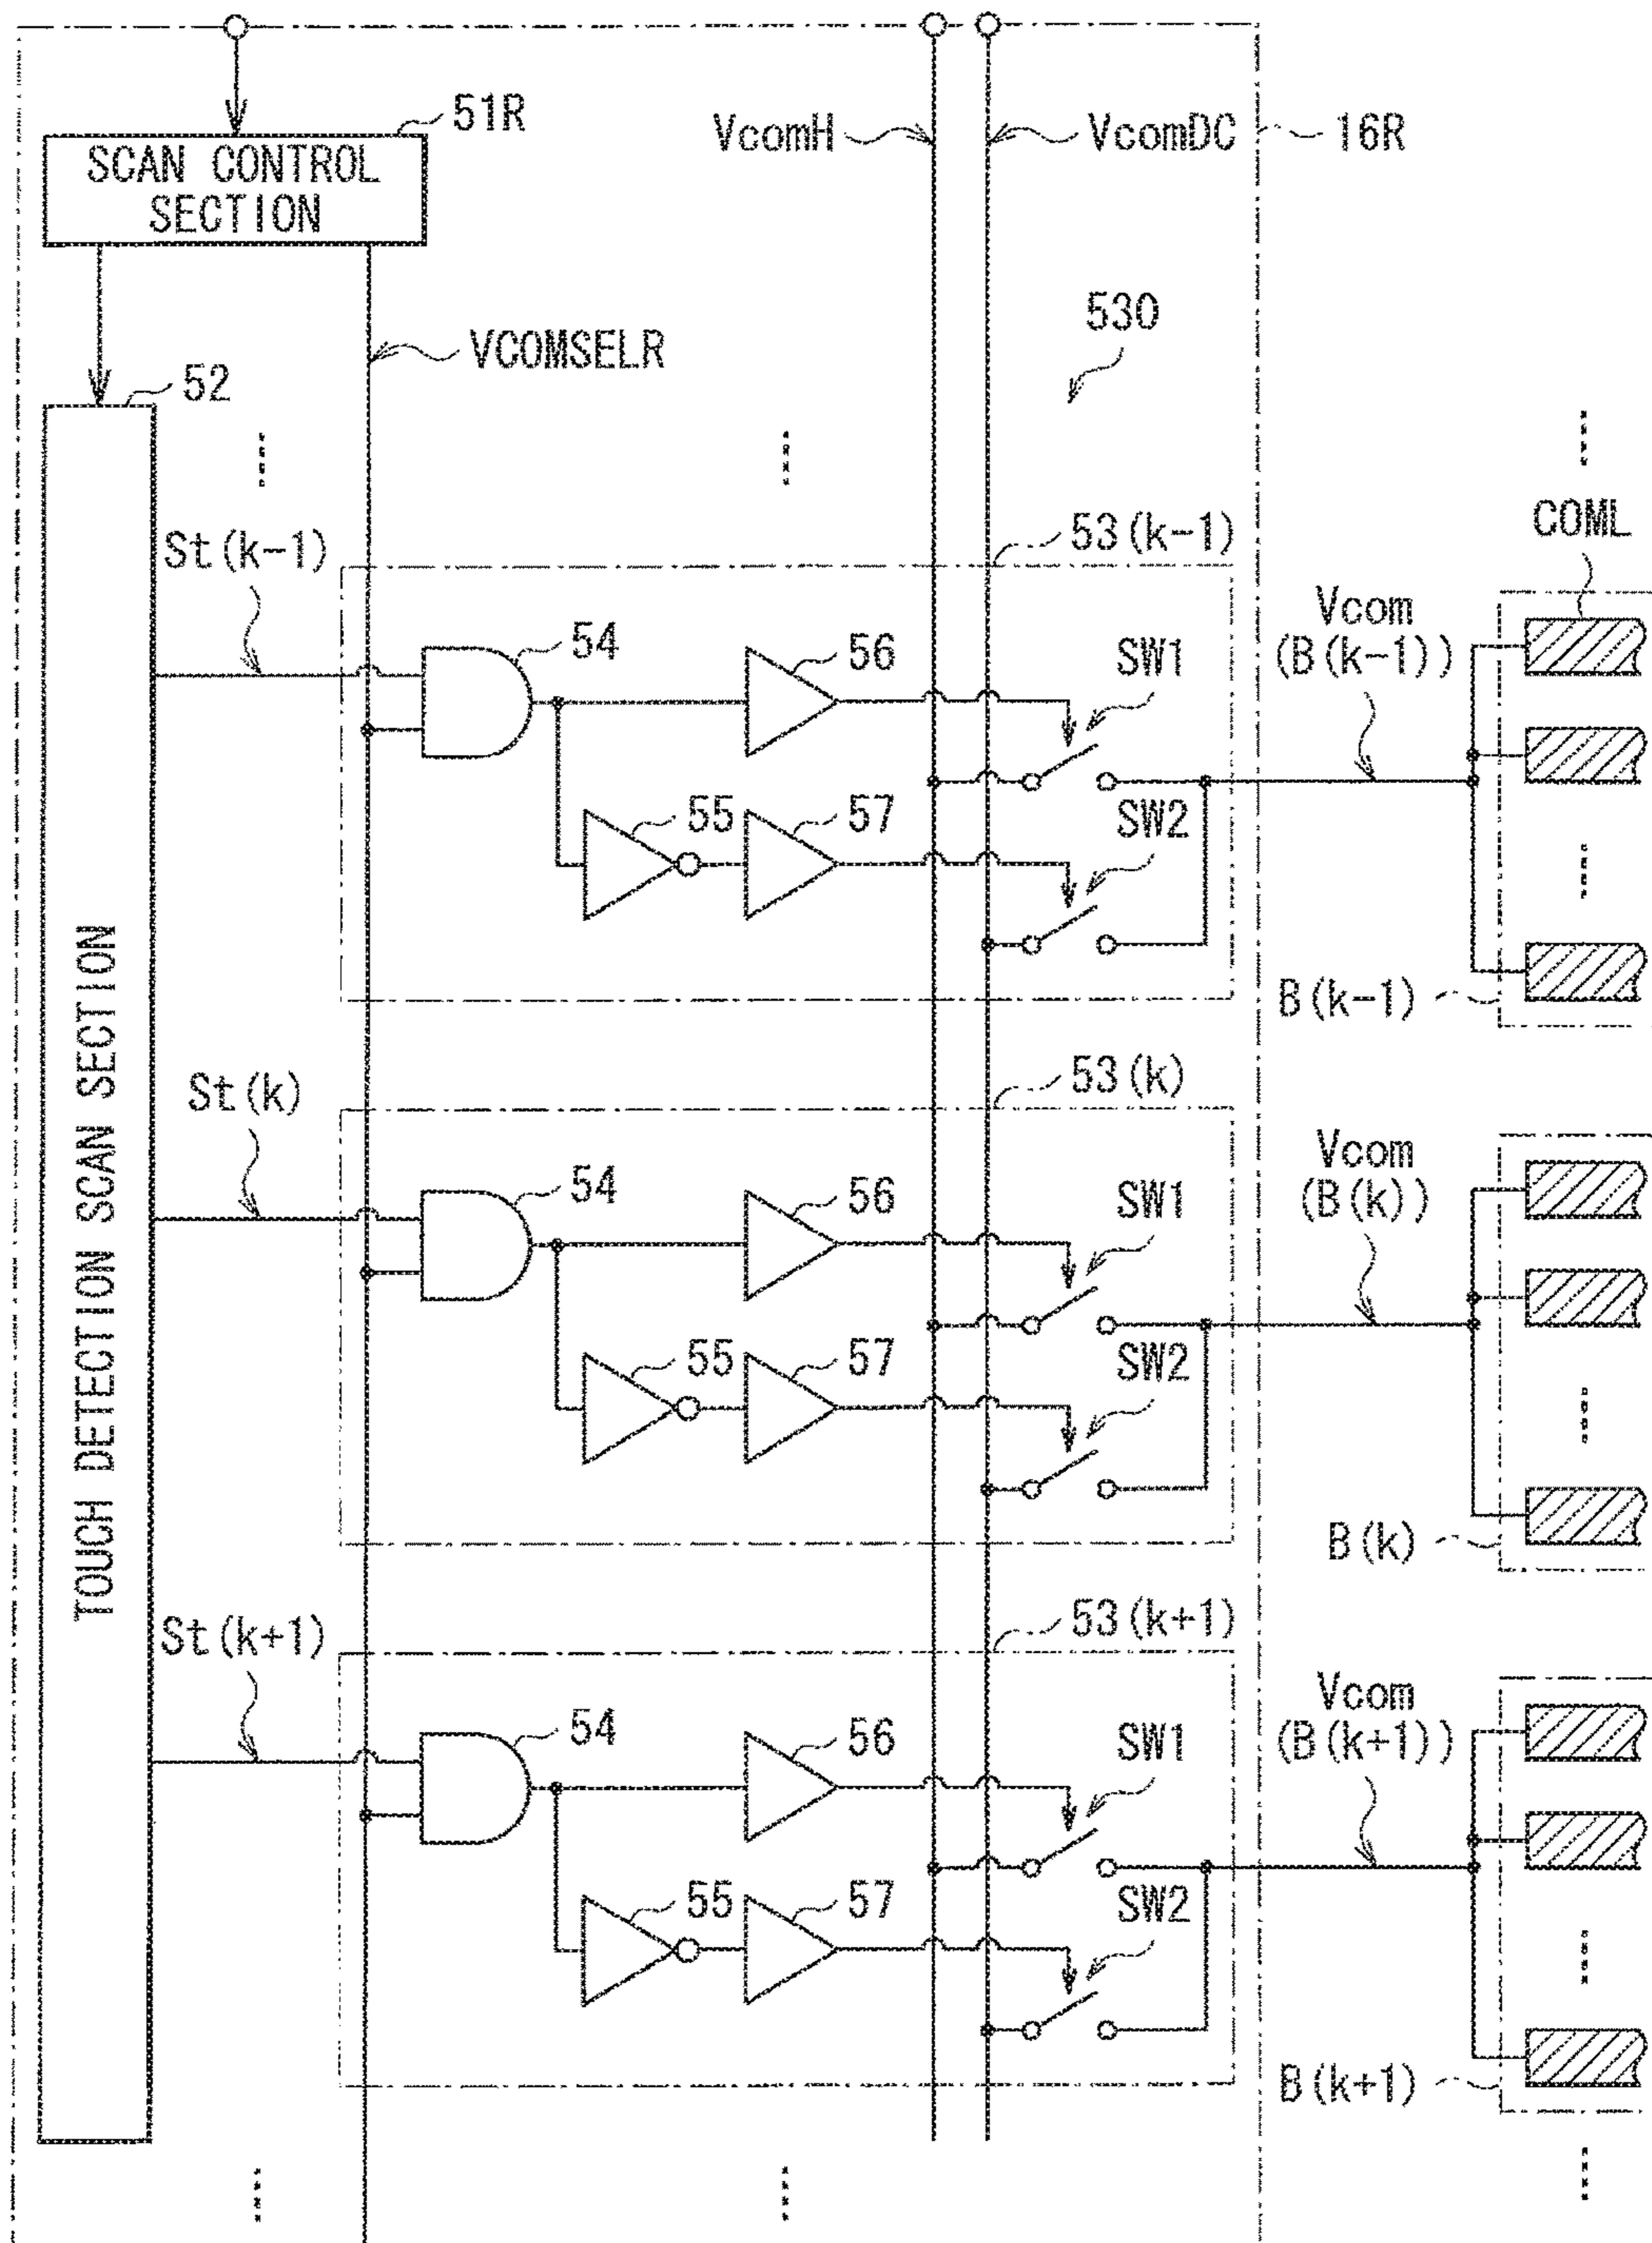 51R
SCAN CONTROL
SECTION
VcomH
VcomDC
16R
VCOMSELR
530
52
TOUCH DETECTION SCAN SECTION
COML
St(k-1)
53(k-1)
54
56
SW1
Vcom
(B(k-1))
55
57
SW2
B(k-1)
St(k)
53(k)
54
56
SW1
Vcom
(B(k))
55
57
SW2
B(k)
St(k+1)
53(k+1)
54
56
SW1
Vcom
(B(k+1))
55
57
SW2
B(k+1)